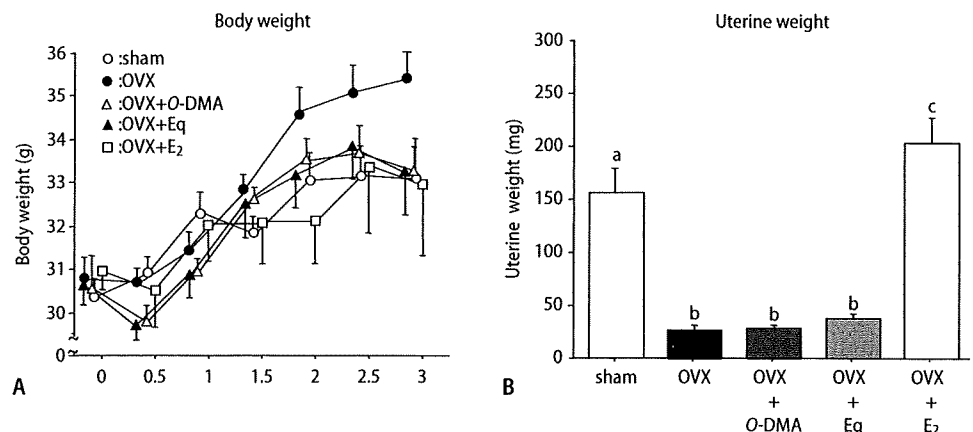 Body weight
○ :sham
● :OVX
△ :OVX+O-DMA
▲ :OVX+Eq
□ :OVX+E₂
Body weight (g)
36
35
34
33
32
31
30
0
0 0.5 1 1.5 2 2.5 3
A
Uterine weight
Uterine weight (mg)
300
250
200
150
100
50
0
a b b b c
sham OVX OVX OVX OVX
+ + +
O-DMA Eq E₂
B